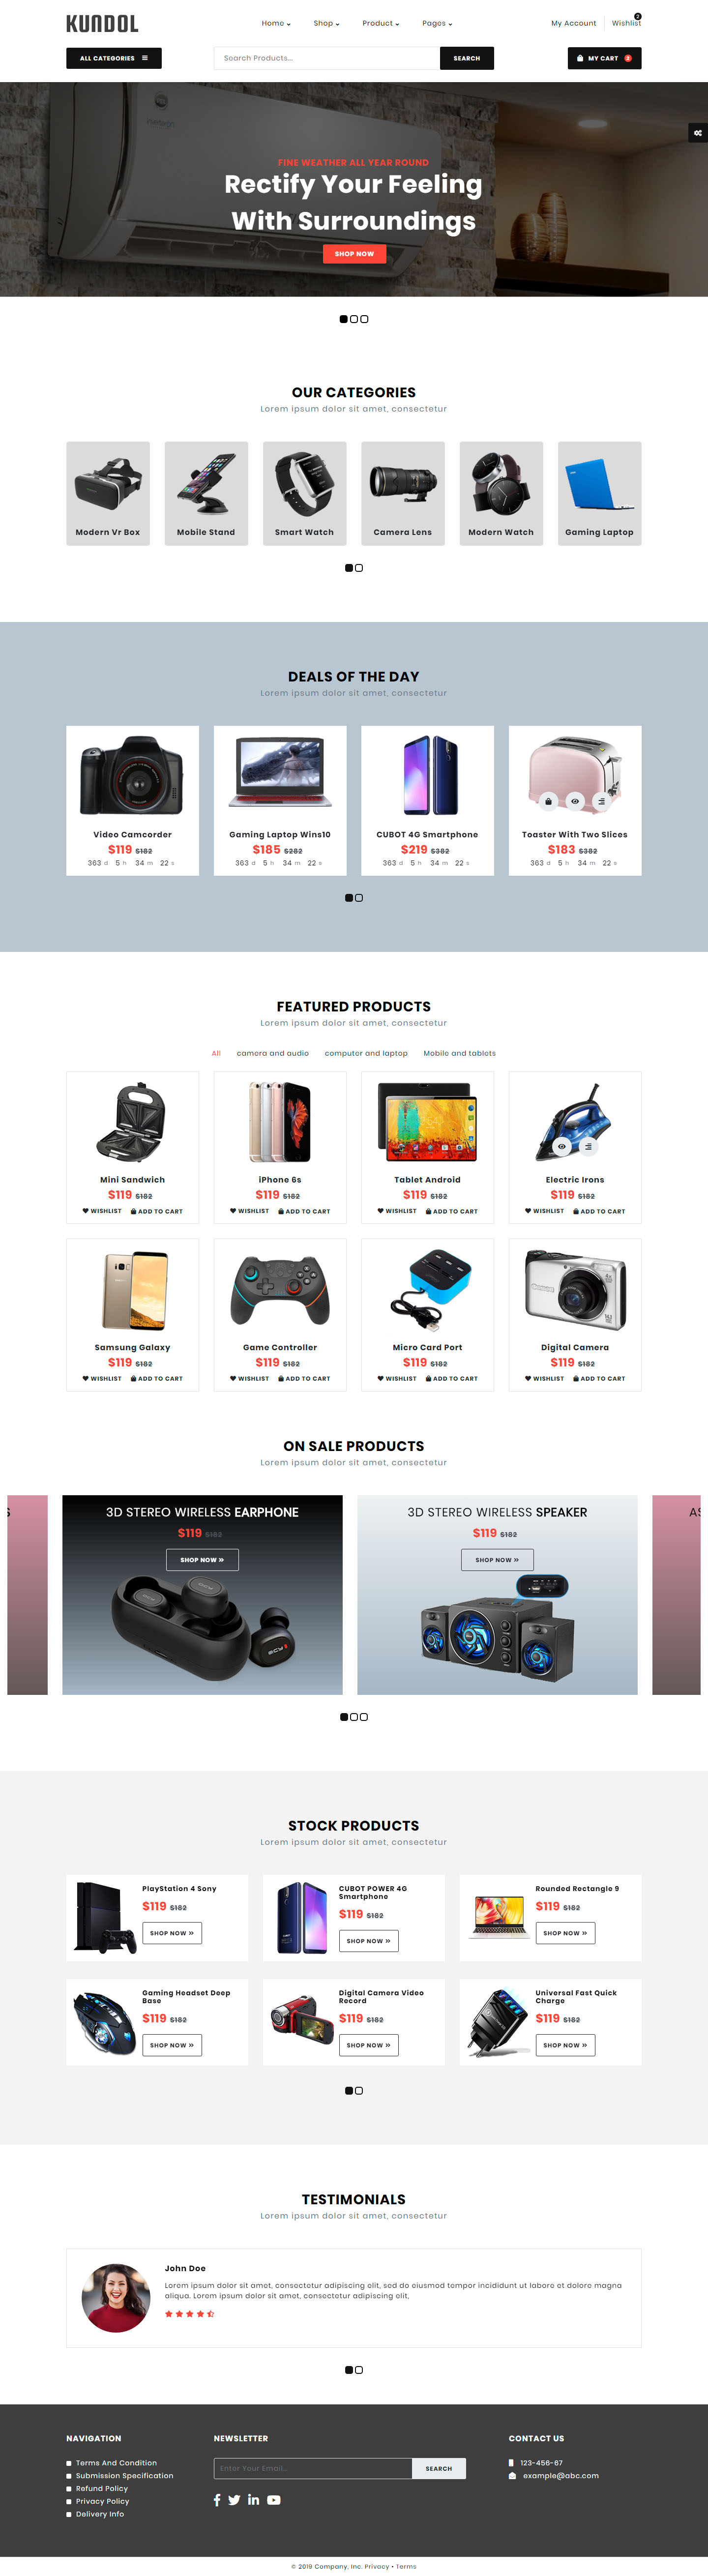 KUNDOL
Home Shop Product Pages
My Account Wishlist 2
ALL CATEGORIES
Search Products... SEARCH
MY CART 2
FINE WEATHER ALL YEAR ROUND
Rectify Your Feeling
With Surroundings
SHOP NOW
OUR CATEGORIES
Lorem ipsum dolor sit amet, consectetur
Modern Vr Box
Mobile Stand
Smart Watch
Camera Lens
Modern Watch
Gaming Laptop
DEALS OF THE DAY
Lorem ipsum dolor sit amet, consectetur
Video Camcorder
$119 $182
363 d 5 h 34 m 22 s
Gaming Laptop Wins10
$185 $282
363 d 5 h 34 m 22 s
CUBOT 4G Smartphone
$219 $382
363 d 5 h 34 m 22 s
Toaster With Two Slices
$183 $382
363 d 5 h 34 m 22 s
FEATURED PRODUCTS
Lorem ipsum dolor sit amet, consectetur
All camera and audio computer and laptop Mobile and tablets
Mini Sandwich
$119 $182
WISHLIST ADD TO CART
iPhone 6s
$119 $182
WISHLIST ADD TO CART
Tablet Android
$119 $182
WISHLIST ADD TO CART
Electric Irons
$119 $182
WISHLIST ADD TO CART
Samsung Galaxy
$119 $182
WISHLIST ADD TO CART
Game Controller
$119 $182
WISHLIST ADD TO CART
Micro Card Port
$119 $182
WISHLIST ADD TO CART
Digital Camera
$119 $182
WISHLIST ADD TO CART
ON SALE PRODUCTS
Lorem ipsum dolor sit amet, consectetur
3D STEREO WIRELESS EARPHONE
$119 $182
SHOP NOW »
3D STEREO WIRELESS SPEAKER
$119 $182
SHOP NOW »
AS
STOCK PRODUCTS
Lorem ipsum dolor sit amet, consectetur
PlayStation 4 Sony
$119 $182
SHOP NOW »
CUBOT POWER 4G
Smartphone
$119 $182
SHOP NOW »
Rounded Rectangle 9
$119 $182
SHOP NOW »
Gaming Headset Deep
Base
$119 $182
SHOP NOW »
Digital Camera Video
Record
$119 $182
SHOP NOW »
Universal Fast Quick
Charge
$119 $182
SHOP NOW »
TESTIMONIALS
Lorem ipsum dolor sit amet, consectetur
John Doe
Lorem ipsum dolor sit amet, consectetur adipiscing elit, sed do eiusmod tempor incididunt ut labore et dolore magna
aliqua. Lorem ipsum dolor sit amet, consectetur adipiscing elit,
NAVIGATION
Terms And Condition
Submission Specification
Refund Policy
Privacy Policy
Delivery Info
NEWSLETTER
Enter Your Email... SEARCH
CONTACT US
123-456-67
example@abc.com
© 2019 Company, Inc. Privacy • Terms